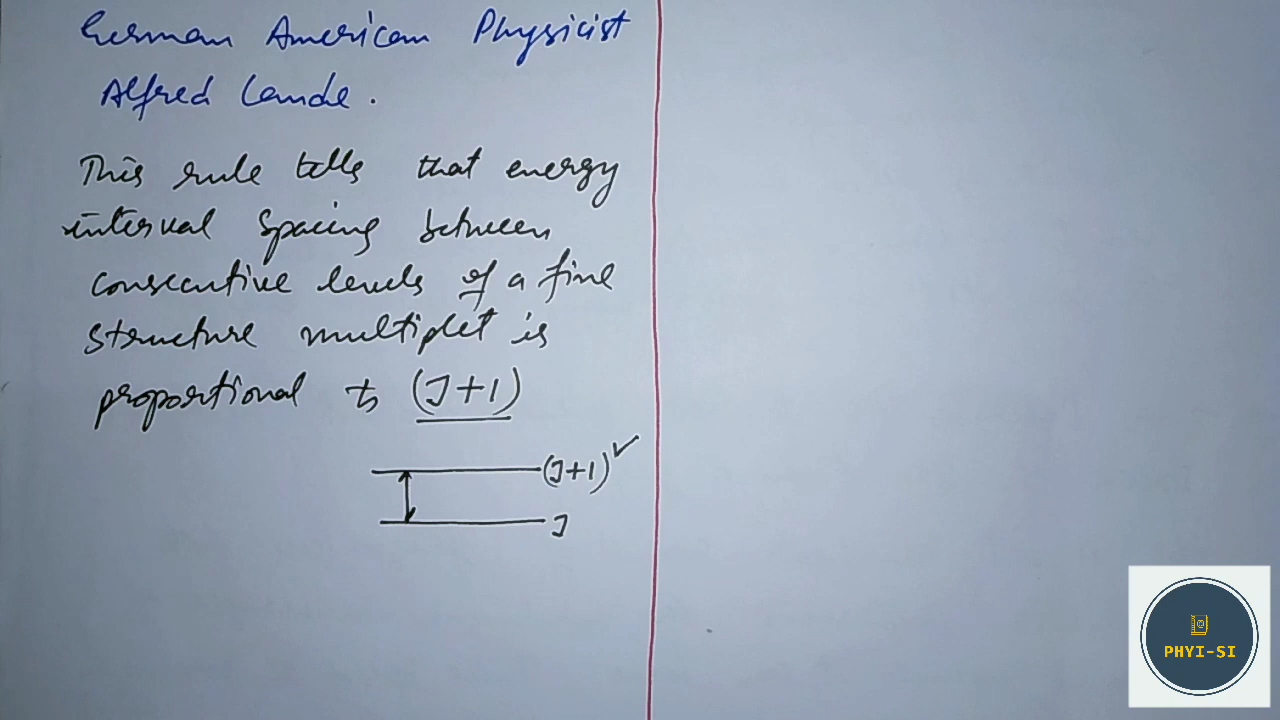 German American Physicist
Alfred Lande.
This rule tells that energy
interval spacing between
consecutive levels of a fine
structure multiplet is
proportional to (J+1)
(J+1) ✓
J
PHYI-SI